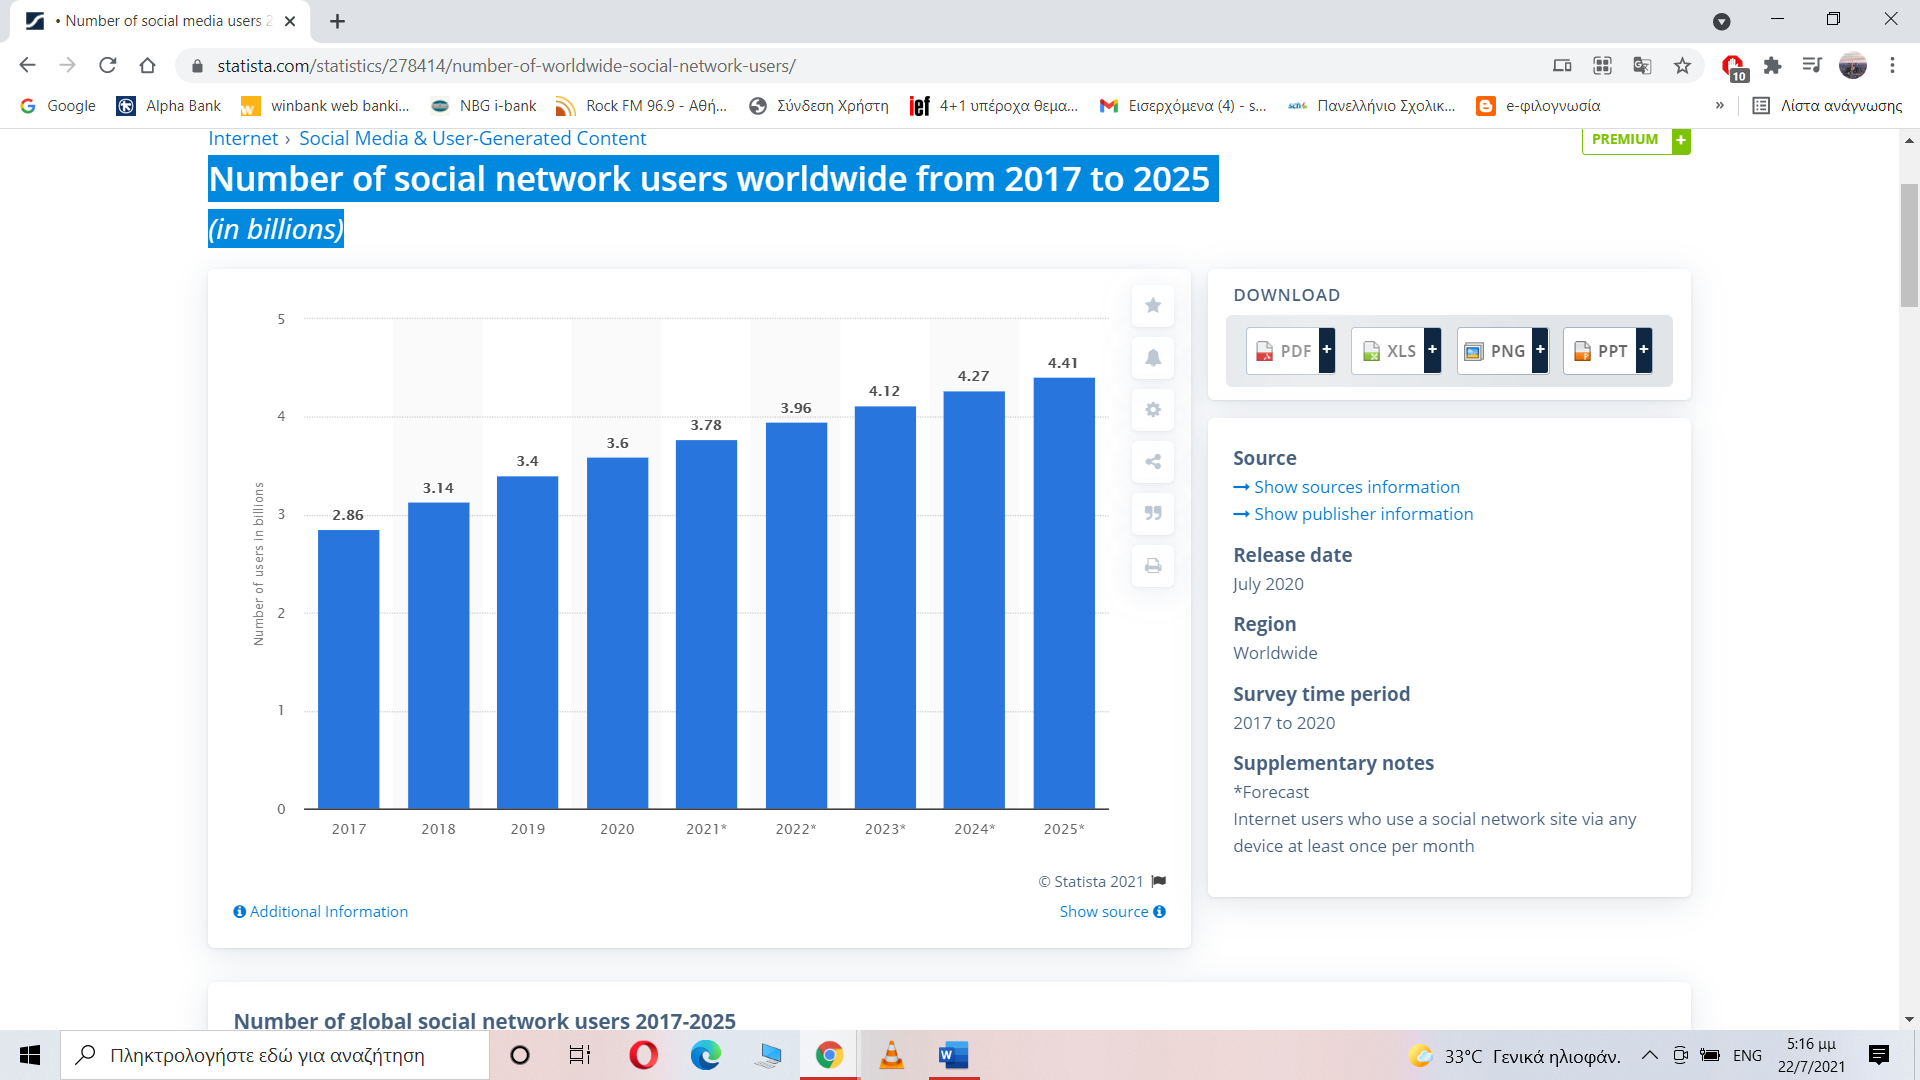 • Number of social media users 2
statista.com/statistics/278414/number-of-worldwide-social-network-users/
10
Google
Alpha Bank
winbank web banki...
NBG i-bank
Rock FM 96.9 - Αθή...
Σύνδεση Χρήστη
ief
4+1 υπέροχα θεμα...
Εισερχόμενα (4) - s...
sch
Πανελλήνιο Σχολικ...
e-φιλογνωσία
»
Λίστα ανάγνωσης
Internet › Social Media & User-Generated Content
PREMIUM +
Number of social network users worldwide from 2017 to 2025
(in billions)
Number of users in billions
5
4
3
2
1
0
2.86
3.14
3.4
3.6
3.78
3.96
4.12
4.27
4.41
2017
2018
2019
2020
2021*
2022*
2023*
2024*
2025*
© Statista 2021
Additional Information
Show source
DOWNLOAD
PDF +
XLS +
PNG +
PPT +
Source
→ Show sources information
→ Show publisher information
Release date
July 2020
Region
Worldwide
Survey time period
2017 to 2020
Supplementary notes
*Forecast
Internet users who use a social network site via any
device at least once per month
Number of global social network users 2017-2025
Πληκτρολογήστε εδώ για αναζήτηση
33°C Γενικά ηλιοφάν.
ENG
5:16 μμ
22/7/2021